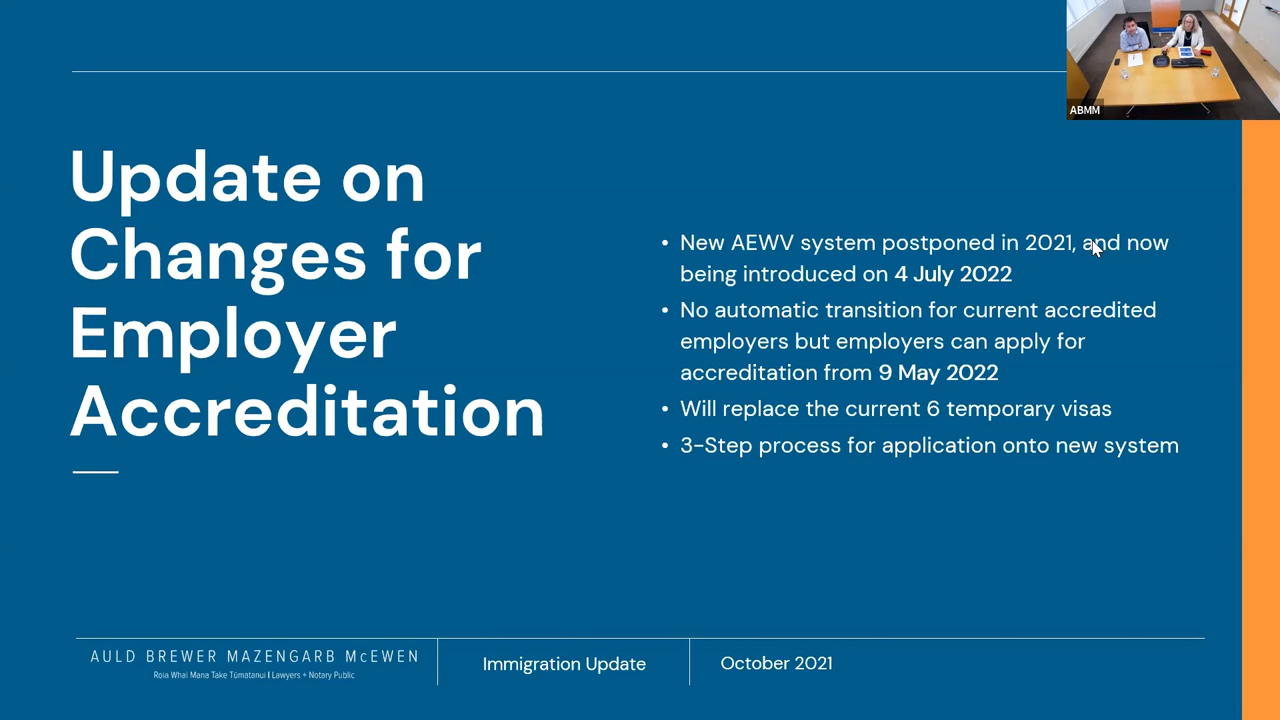 ABMM
Update on
Changes for
Employer
Accreditation
• New AEWV system postponed in 2021, and now
being introduced on 4 July 2022
• No automatic transition for current accredited
employers but employers can apply for
accreditation from 9 May 2022
• Will replace the current 6 temporary visas
• 3-Step process for application onto new system
AULD BREWER MAZENGARB McEWEN
Roia Whai Mana Take Tūmatanui | Lawyers + Notary Public
Immigration Update
October 2021